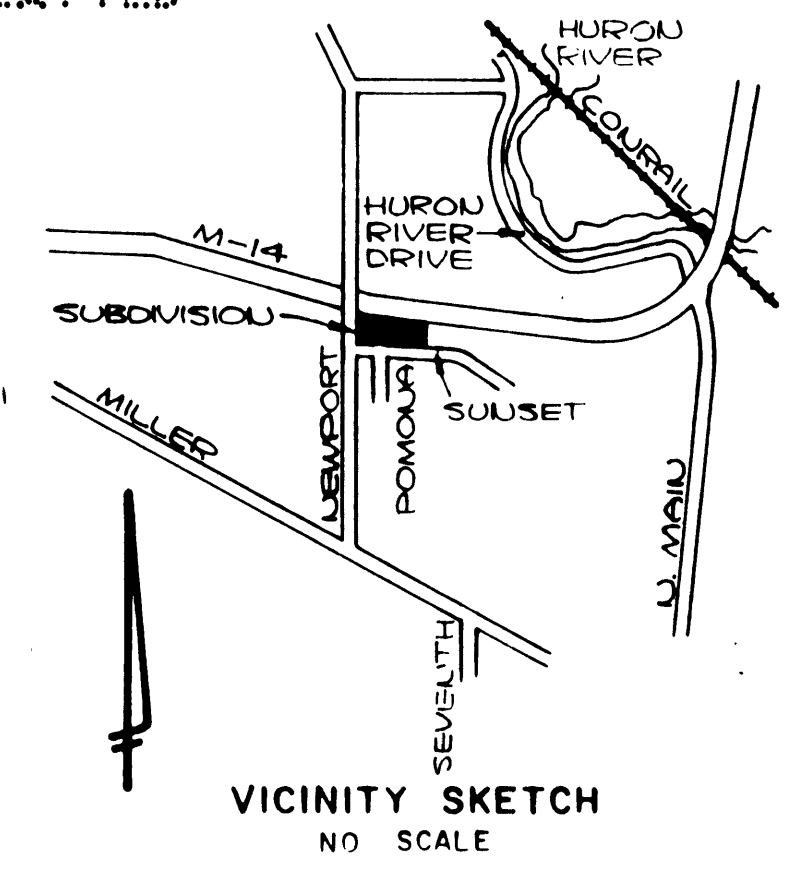 HURON
RIVER
CONRAIL
HURON
RIVER
DRIVE
M-14
SUBDIVISION
NEWPORT
POMONA
SUNSET
MILLER
N. MAIN
SEVENTH
VICINITY SKETCH
NO SCALE